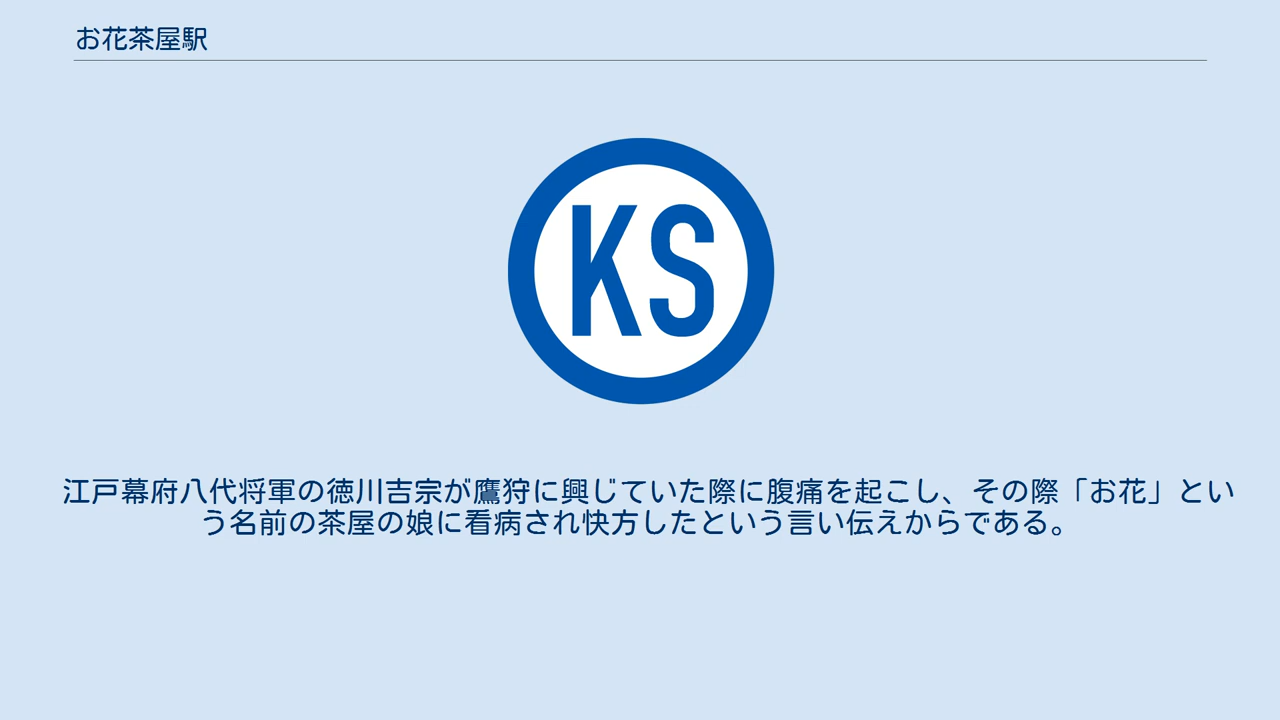 お花茶屋駅
KS
江戸幕府八代将軍の徳川吉宗が鷹狩に興じていた際に腹痛を起こし、その際「お花」とい
う名前の茶屋の娘に看病され快方したという言い伝えからである。